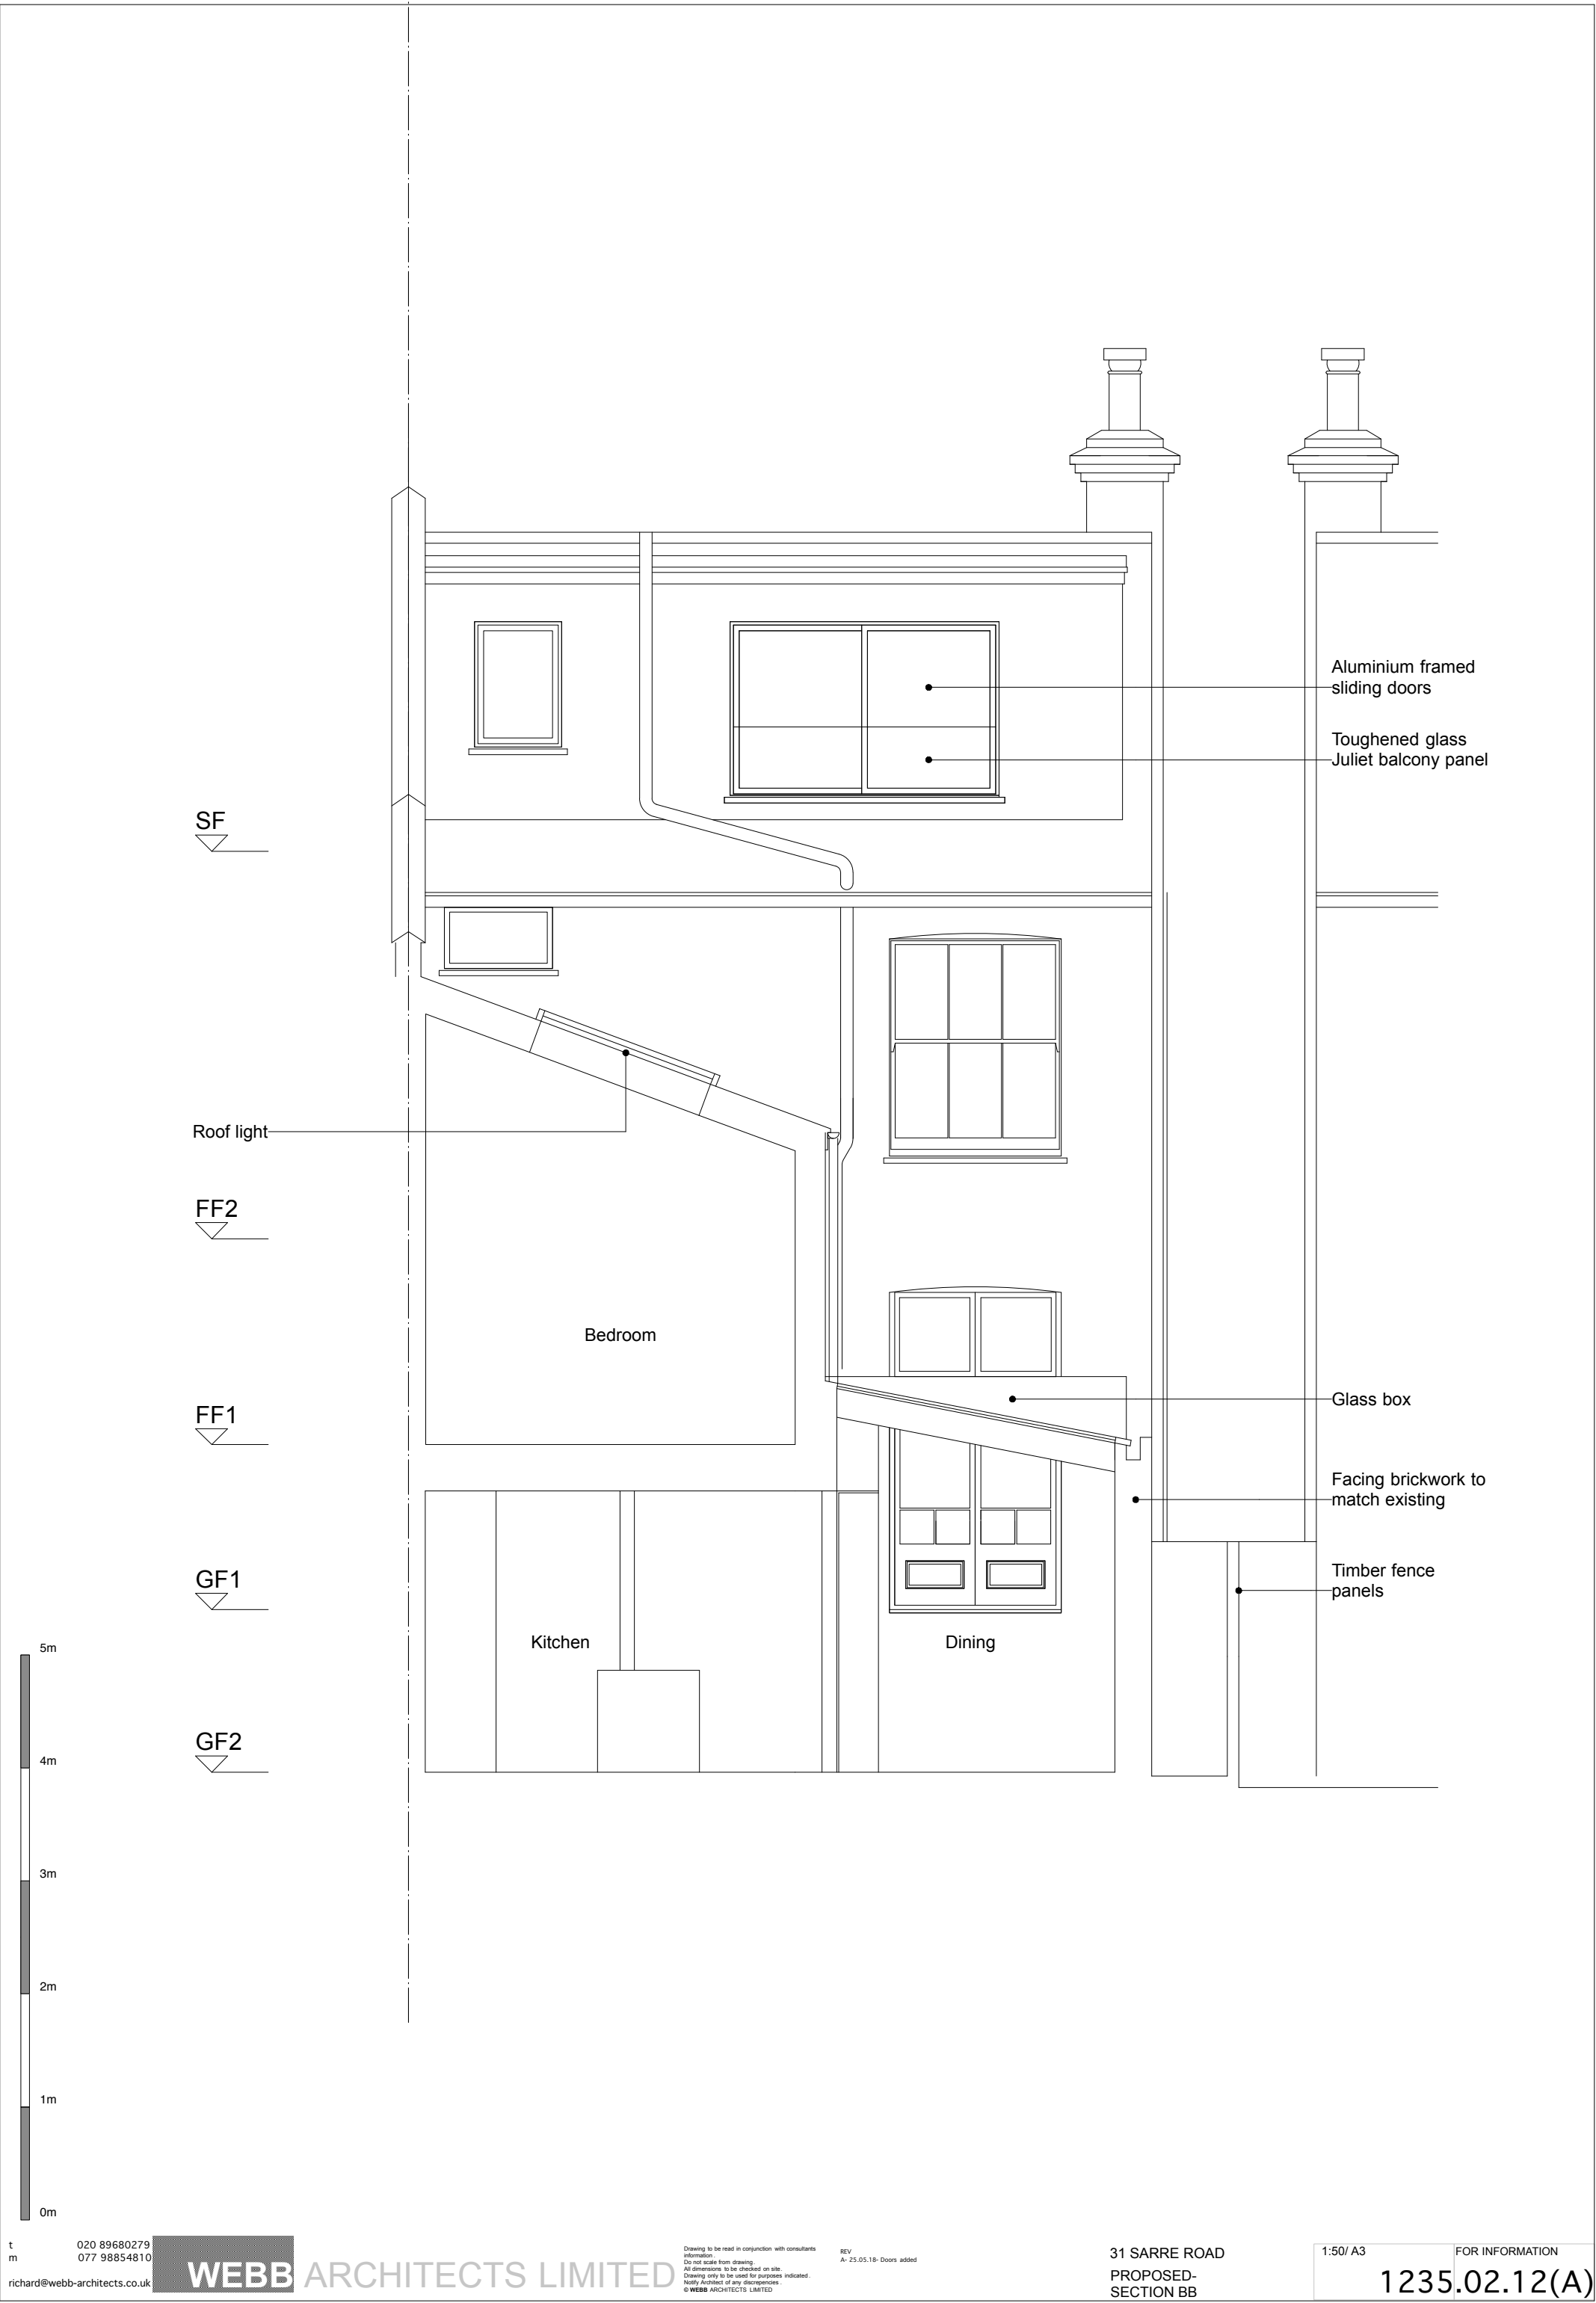 Aluminium framed
sliding doors
Toughened glass
Juliet balcony panel
SF
Roof light
FF2
Bedroom
FF1
Glass box
Facing brickwork to
match existing
GF1
Timber fence
panels
Kitchen
Dining
GF2
5m
4m
3m
2m
1m
0m
t 020 89680279
m 077 98854810
richard@webb-architects.co.uk
WEBB ARCHITECTS LIMITED
Drawing to be read in conjunction with consultants
information.
Do not scale from drawing.
All dimensions to be checked on site.
Drawing only to be used for purposes indicated.
Notify Architect of any discrepencies.
© WEBB ARCHITECTS LIMITED
REV
A- 25.05.18- Doors added
31 SARRE ROAD
PROPOSED-
SECTION BB
1:50/ A3
FOR INFORMATION
1235.02.12(A)